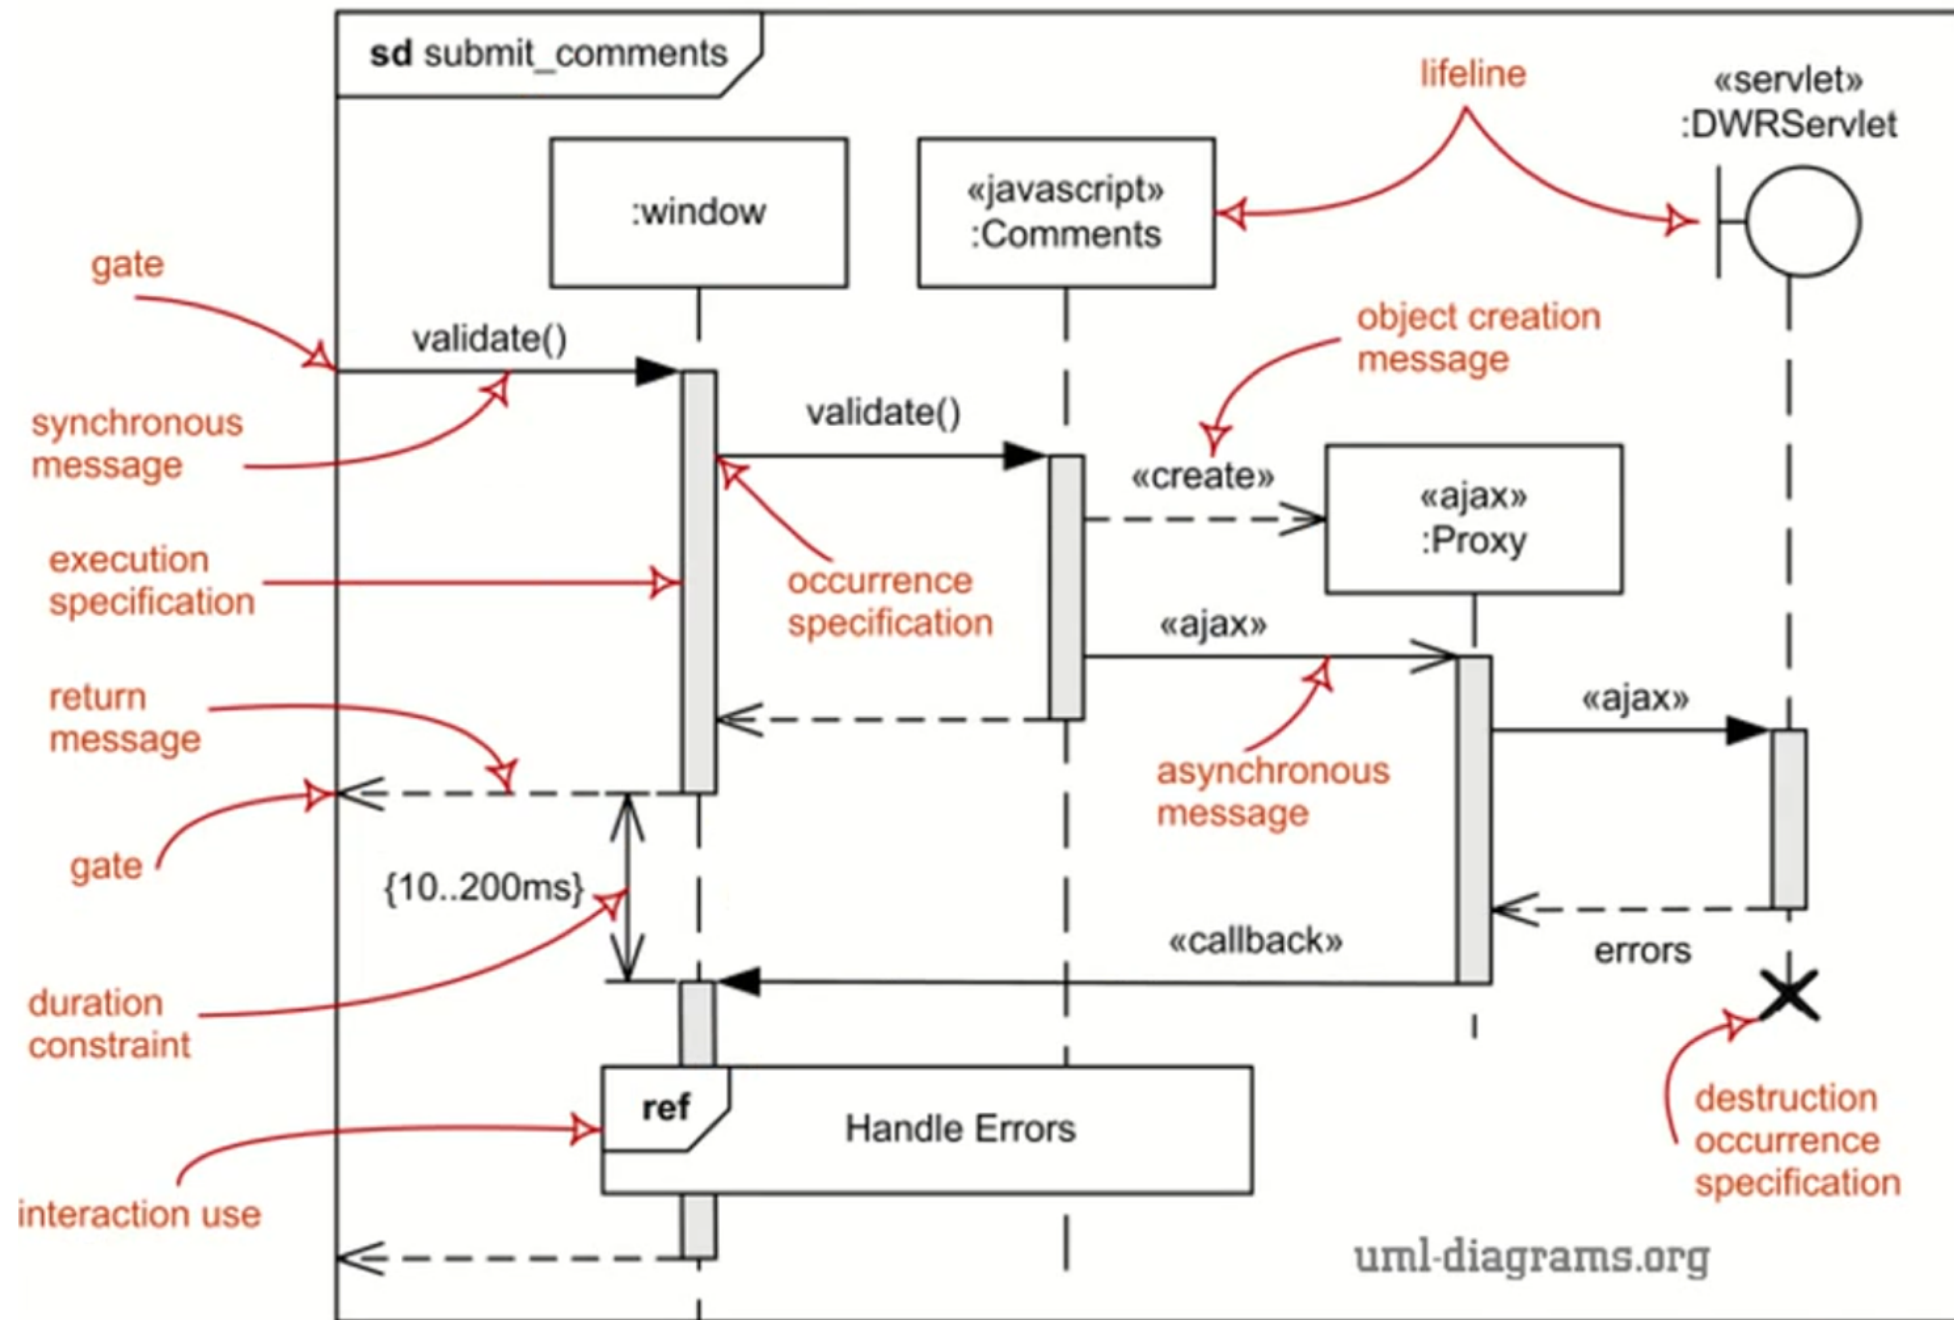 sd submit_comments
lifeline
«servlet»
:DWRServlet
:window
«javascript»
:Comments
gate
validate()
object creation
message
synchronous
message
validate()
«create»
«ajax»
:Proxy
execution
specification
occurrence
specification
«ajax»
return
message
«ajax»
asynchronous
message
gate
{10..200ms}
«callback»
errors
duration
constraint
ref
Handle Errors
destruction
occurrence
specification
interaction use
uml-diagrams.org